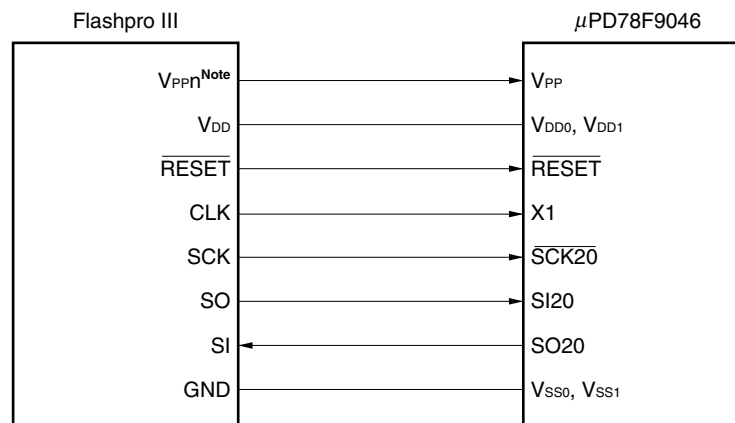 Flashpro III μPD78F9046
VPPnNote VPP
VDD VDD0, VDD1
RESET RESET
CLK X1
SCK SCK20
SO SI20
SI SO20
GND VSS0, VSS1